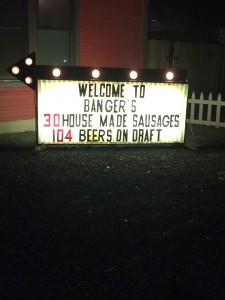 WELCOME TO
BANGER'S
30 HOUSE MADE SAUSAGES
104 BEERS ON DRAFT